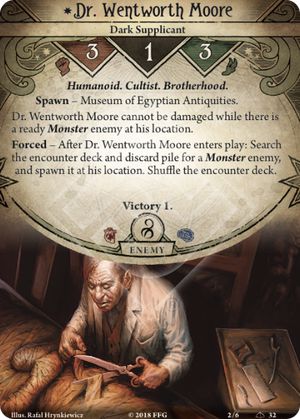 Dr. Wentworth Moore
Dark Supplicant
3 1 3
Humanoid. Cultist. Brotherhood.
Spawn – Museum of Egyptian Antiquities.
Dr. Wentworth Moore cannot be damaged while there is
a ready Monster enemy at his location.
Forced – After Dr. Wentworth Moore enters play: Search
the encounter deck and discard pile for a Monster enemy,
and spawn it at his location. Shuffle the encounter deck.
Victory 1.
ENEMY
Illus. Rafał Hrynkiewicz
© 2018 FFG
2/6
32